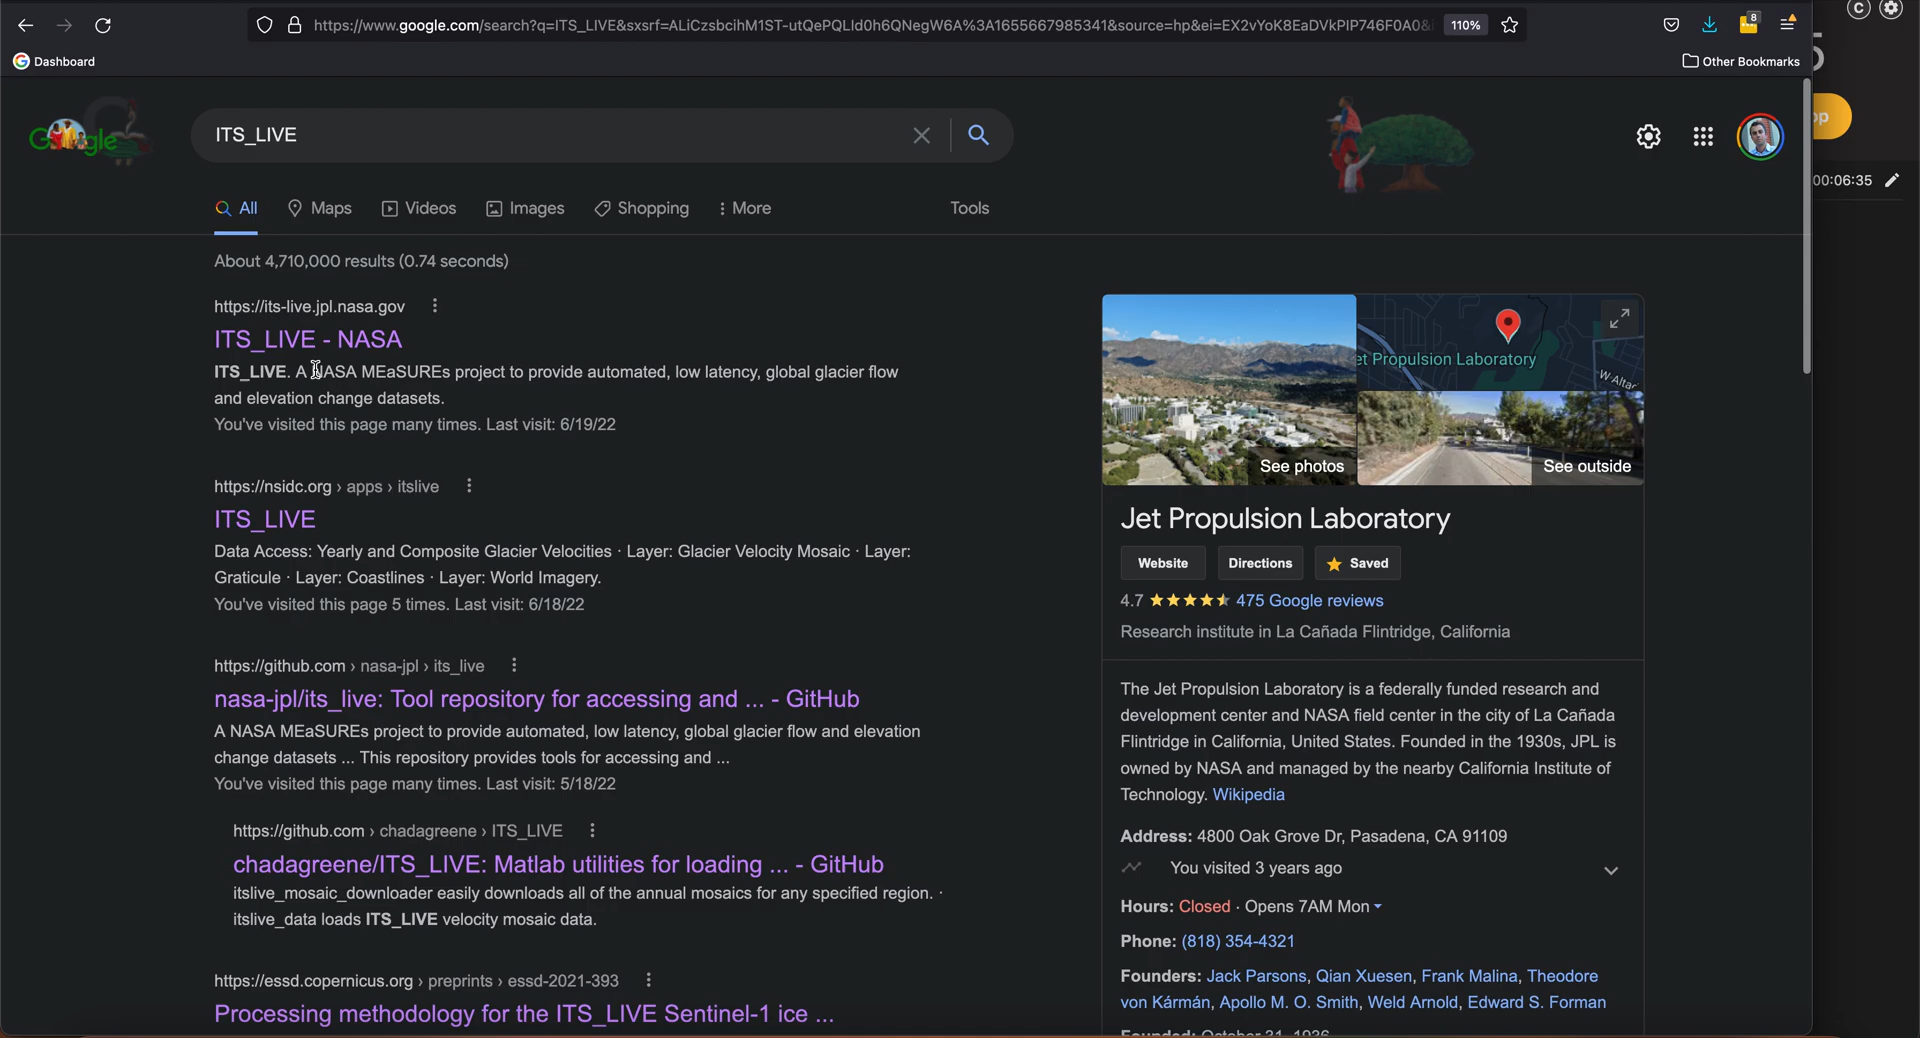 https://www.google.com/search?q=ITS_LIVE&sxsrf=ALiCzsbcihM1ST-utQePQLId0h6QNegW6A%3A1655667985341&source=hp&ei=EX2vYoK8EaDVkPIP746F0A0&
110%
8
Dashboard
Other Bookmarks
Google
ITS_LIVE
00:06:35
All
Maps
Videos
Images
Shopping
More
Tools
About 4,710,000 results (0.74 seconds)
https://its-live.jpl.nasa.gov
ITS_LIVE - NASA
ITS_LIVE. A NASA MEaSUREs project to provide automated, low latency, global glacier flow
and elevation change datasets.
You've visited this page many times. Last visit: 6/19/22
https://nsidc.org › apps › itslive
ITS_LIVE
Data Access: Yearly and Composite Glacier Velocities · Layer: Glacier Velocity Mosaic · Layer:
Graticule · Layer: Coastlines · Layer: World Imagery.
You've visited this page 5 times. Last visit: 6/18/22
https://github.com › nasa-jpl › its_live
nasa-jpl/its_live: Tool repository for accessing and ... - GitHub
A NASA MEaSUREs project to provide automated, low latency, global glacier flow and elevation
change datasets ... This repository provides tools for accessing and ...
You've visited this page many times. Last visit: 5/18/22
https://github.com › chadagreene › ITS_LIVE
chadagreene/ITS_LIVE: Matlab utilities for loading ... - GitHub
itslive_mosaic_downloader easily downloads all of the annual mosaics for any specified region. ·
itslive_data loads ITS_LIVE velocity mosaic data.
https://essd.copernicus.org › preprints › essd-2021-393
Processing methodology for the ITS_LIVE Sentinel-1 ice ...
et Propulsion Laboratory
W Altac
See photos
See outside
Jet Propulsion Laboratory
Website
Directions
Saved
4.7
475 Google reviews
Research institute in La Cañada Flintridge, California
The Jet Propulsion Laboratory is a federally funded research and
development center and NASA field center in the city of La Cañada
Flintridge in California, United States. Founded in the 1930s, JPL is
owned by NASA and managed by the nearby California Institute of
Technology. Wikipedia
Address: 4800 Oak Grove Dr, Pasadena, CA 91109
You visited 3 years ago
Hours: Closed · Opens 7AM Mon
Phone: (818) 354-4321
Founders: Jack Parsons, Qian Xuesen, Frank Malina, Theodore
von Kármán, Apollo M. O. Smith, Weld Arnold, Edward S. Forman